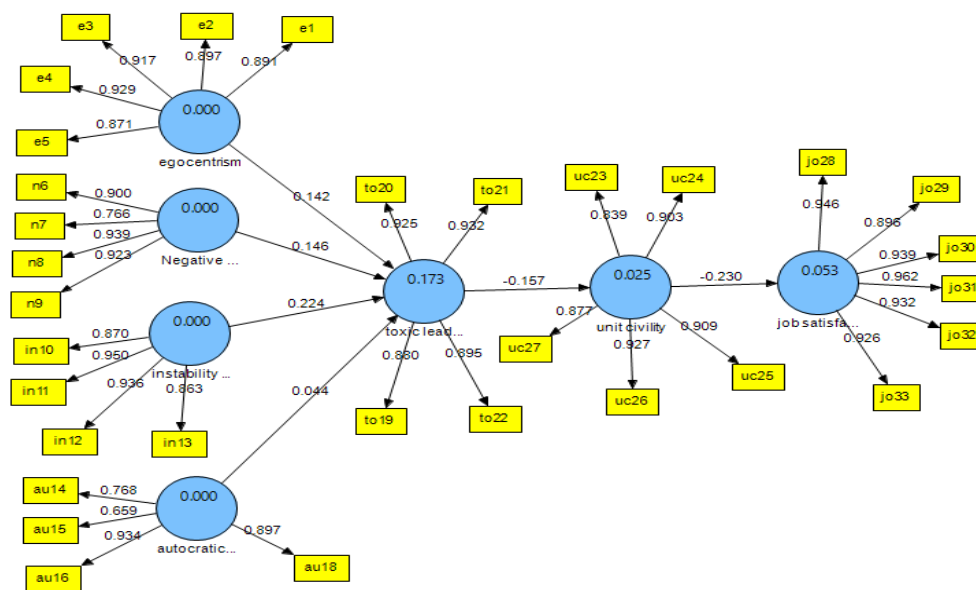 e3
e2
e1
0.917
0.897
0.891
e4
0.929
0.000
e5
0.871
egocentrism
n6
0.900
0.000
n7
0.766
n8
0.939
Negative ...
n9
0.923
0.142
0.146
in10
0.870
0.000
in11
0.950
instability ...
0.936
0.863
in12
in13
0.224
0.044
au14
0.768
0.000
au15
0.659
0.934
0.897
au16
autocratic...
au18
to20
to21
0.925
0.932
0.173
toxic lead...
0.880
0.895
to19
to22
-0.157
uc23
uc24
0.839
0.903
0.025
unit civility
0.877
0.909
uc27
0.927
uc25
uc26
-0.230
jo28
jo29
0.946
0.896
0.053
0.939
jo30
0.962
jo31
job satisfa...
0.932
jo32
0.926
jo33